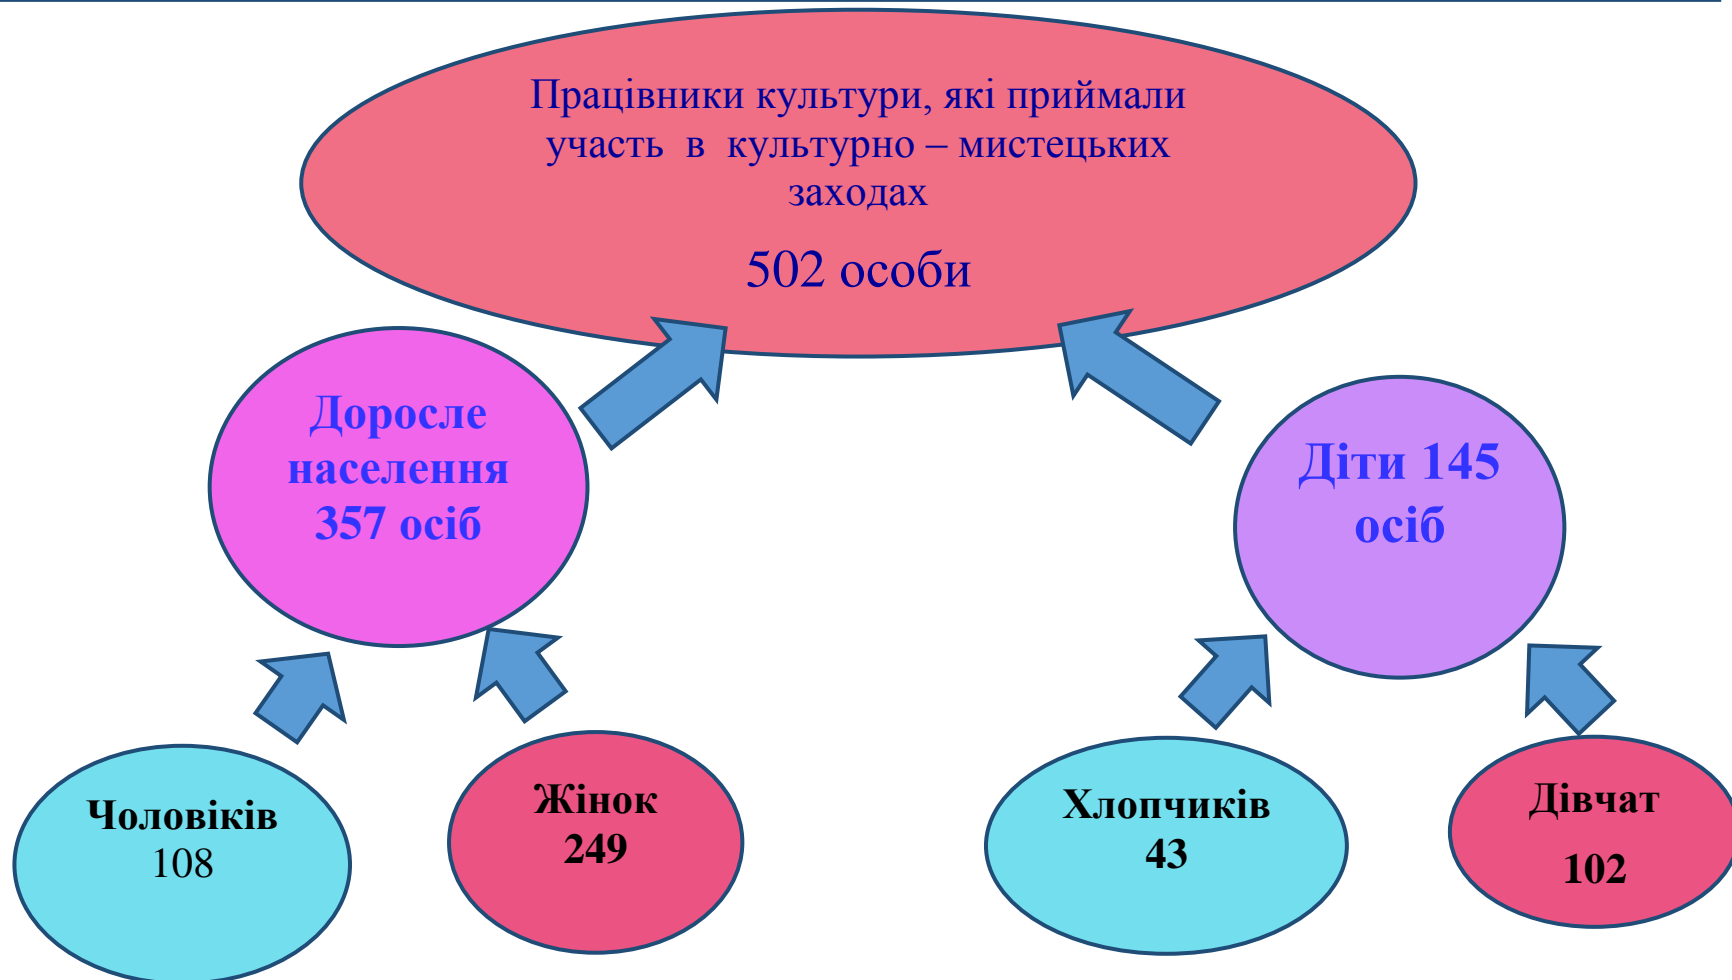 Працівники культури, які приймали
участь в культурно – мистецьких
заходах
502 особи
Доросле
населення
357 осіб
Діти 145
осіб
Чоловіків
108
Жінок
249
Хлопчиків
43
Дівчат
102